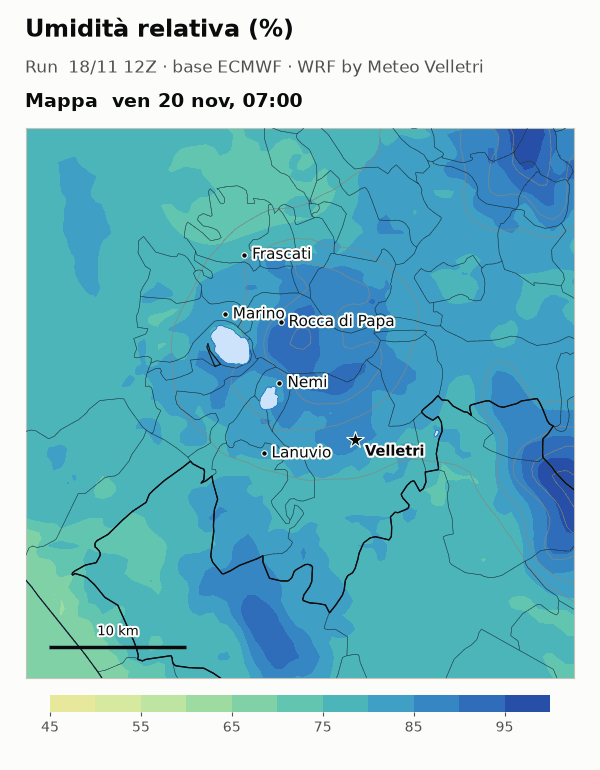 Umidità relativa (%)
Run  18/11 12Z · base ECMWF · WRF by Meteo Velletri
Mappa  ven 20 nov, 07:00
Frascati
Marino
Rocca di Papa
Nemi
Velletri
Lanuvio
10 km
45 55 65 75 85 95